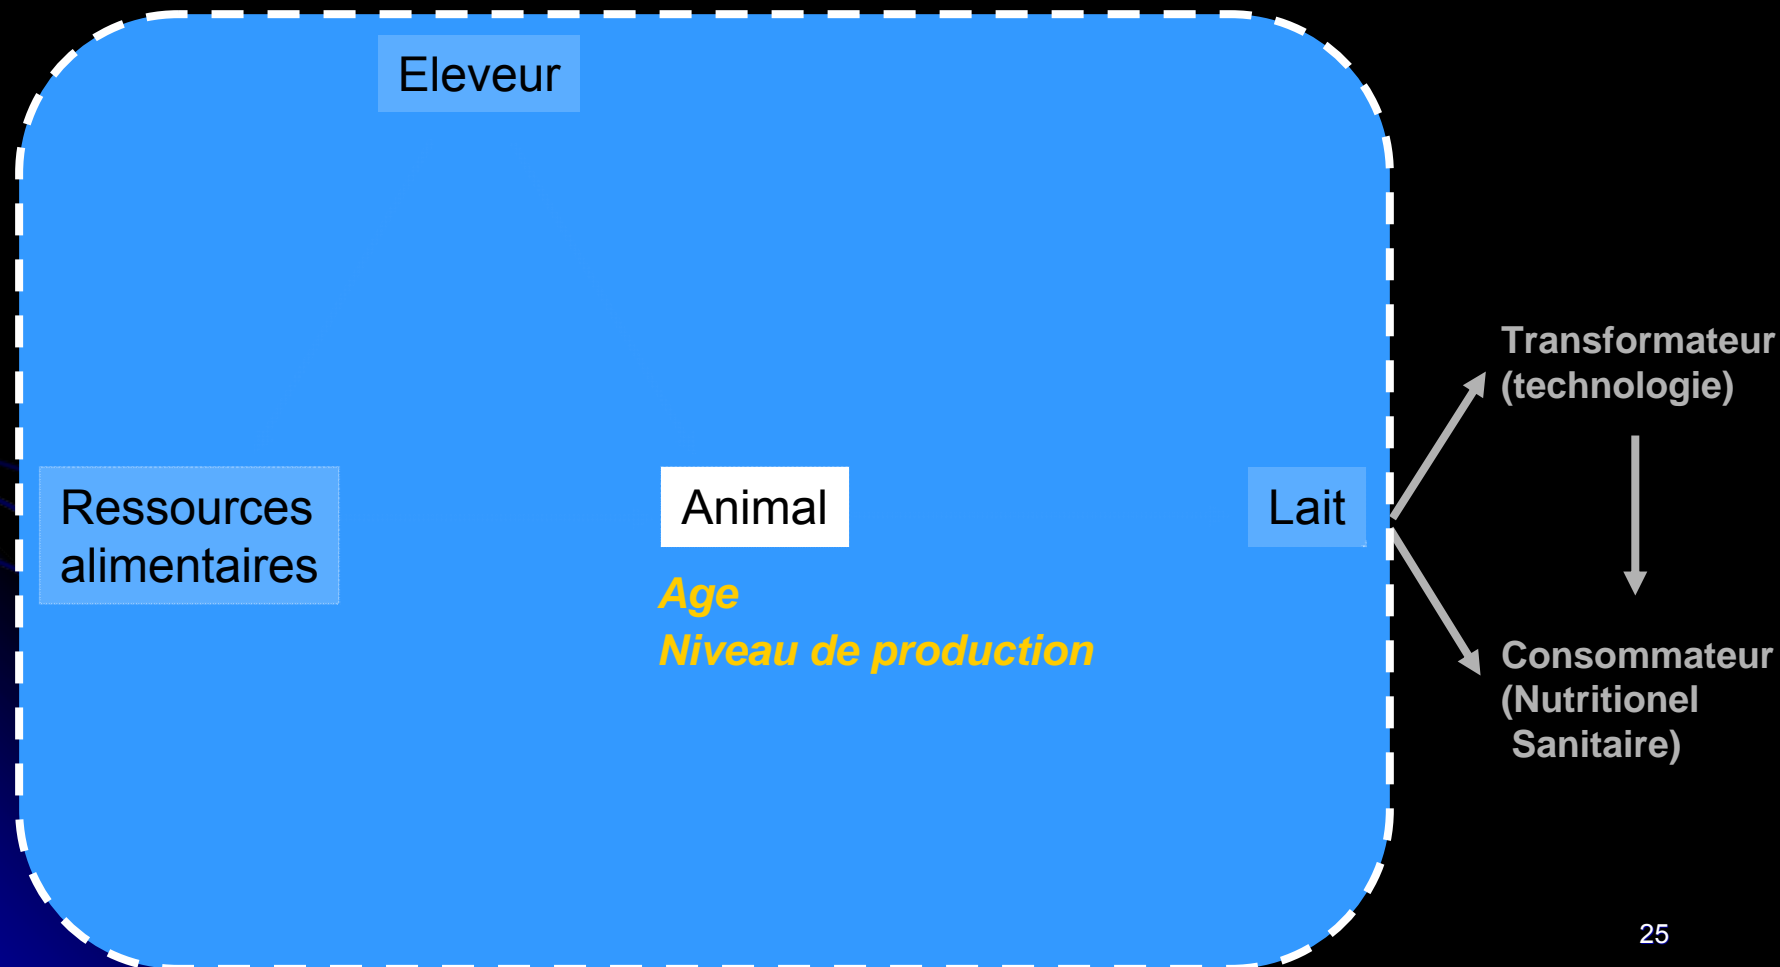 Eleveur
Ressources
alimentaires
Animal
Age
Niveau de production
Lait
Transformateur
(technologie)
Consommateur
(Nutritionel
Sanitaire)
25